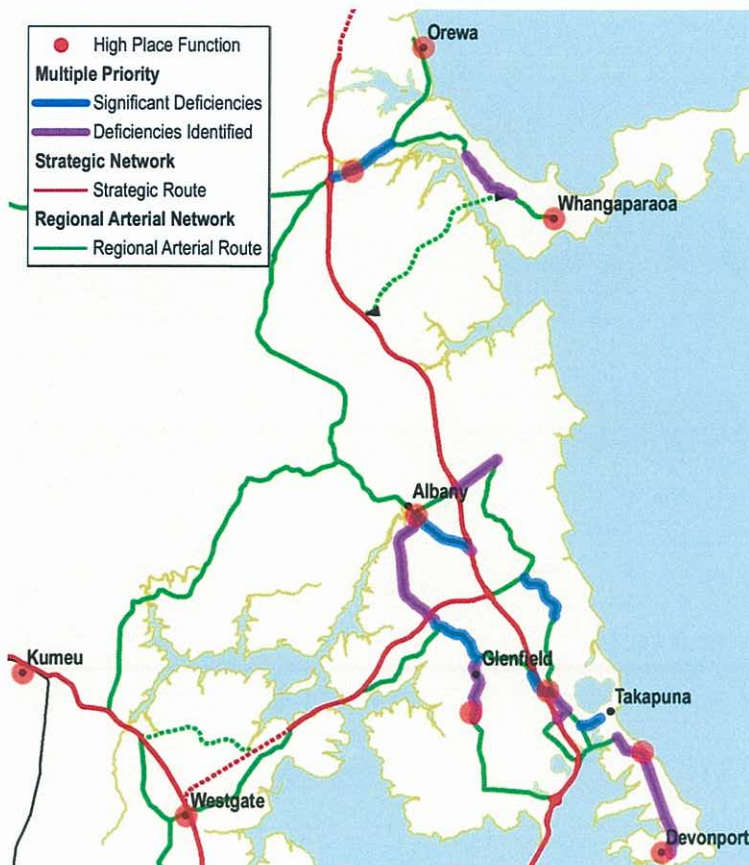 High Place Function
Multiple Priority
Significant Deficiencies
Deficiencies Identified
Strategic Network
Strategic Route
Regional Arterial Network
Regional Arterial Route
Orewa
Whangaparaoa
Albany
Kumeu
Glenfield
Takapuna
Westgate
Devonport